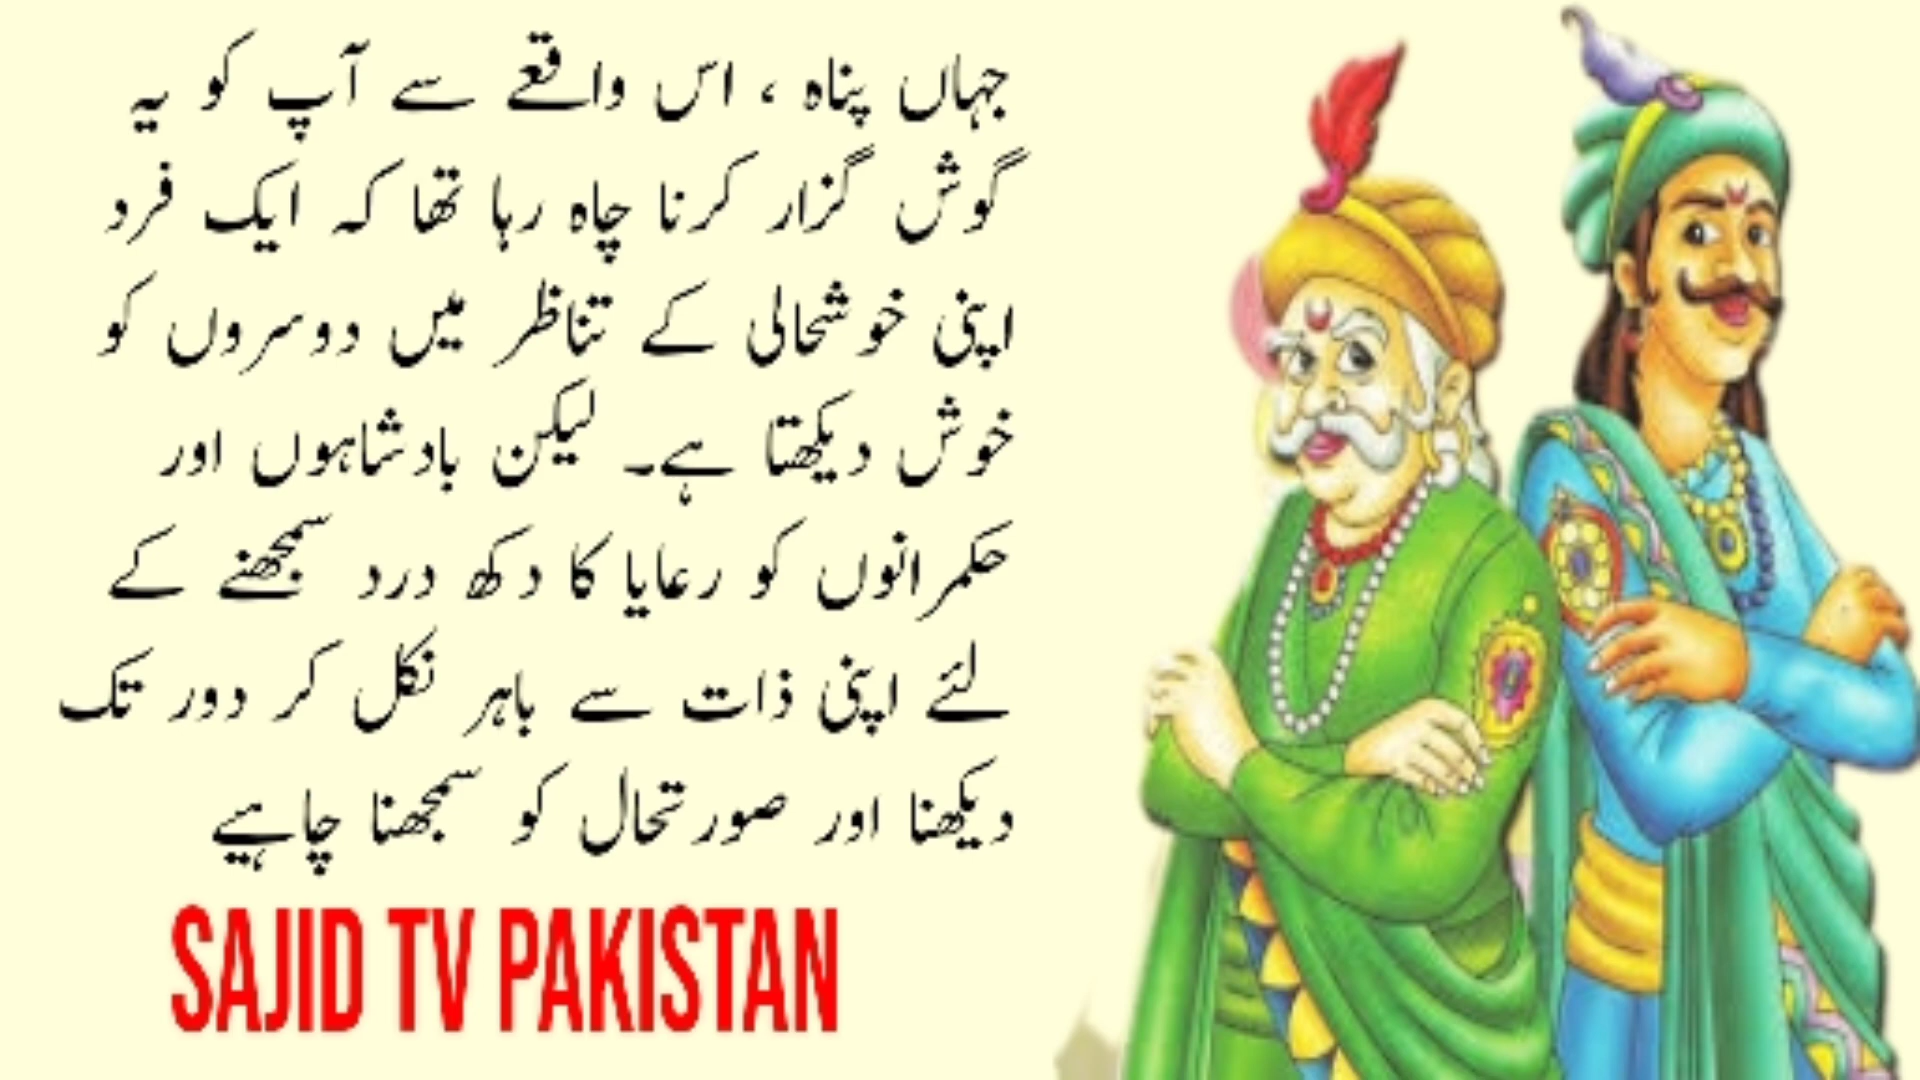 جہاں پناہ ، اس واقعے سے آپ کو یہ
گوش گزار کرنا چاہ رہا تھا کہ ایک فرد
اپنی خوشحالی کے تناظر میں دوسروں کو
خوش دیکھتا ہے۔ لیکن بادشاہوں اور
حکمرانوں کو رعایا کا دکھ درد سمجھنے کے
لئے اپنی ذات سے باہر نکل کر دور تک
دیکھنا اور صورتحال کو سمجھنا چاہیے
SAJID TV PAKISTAN